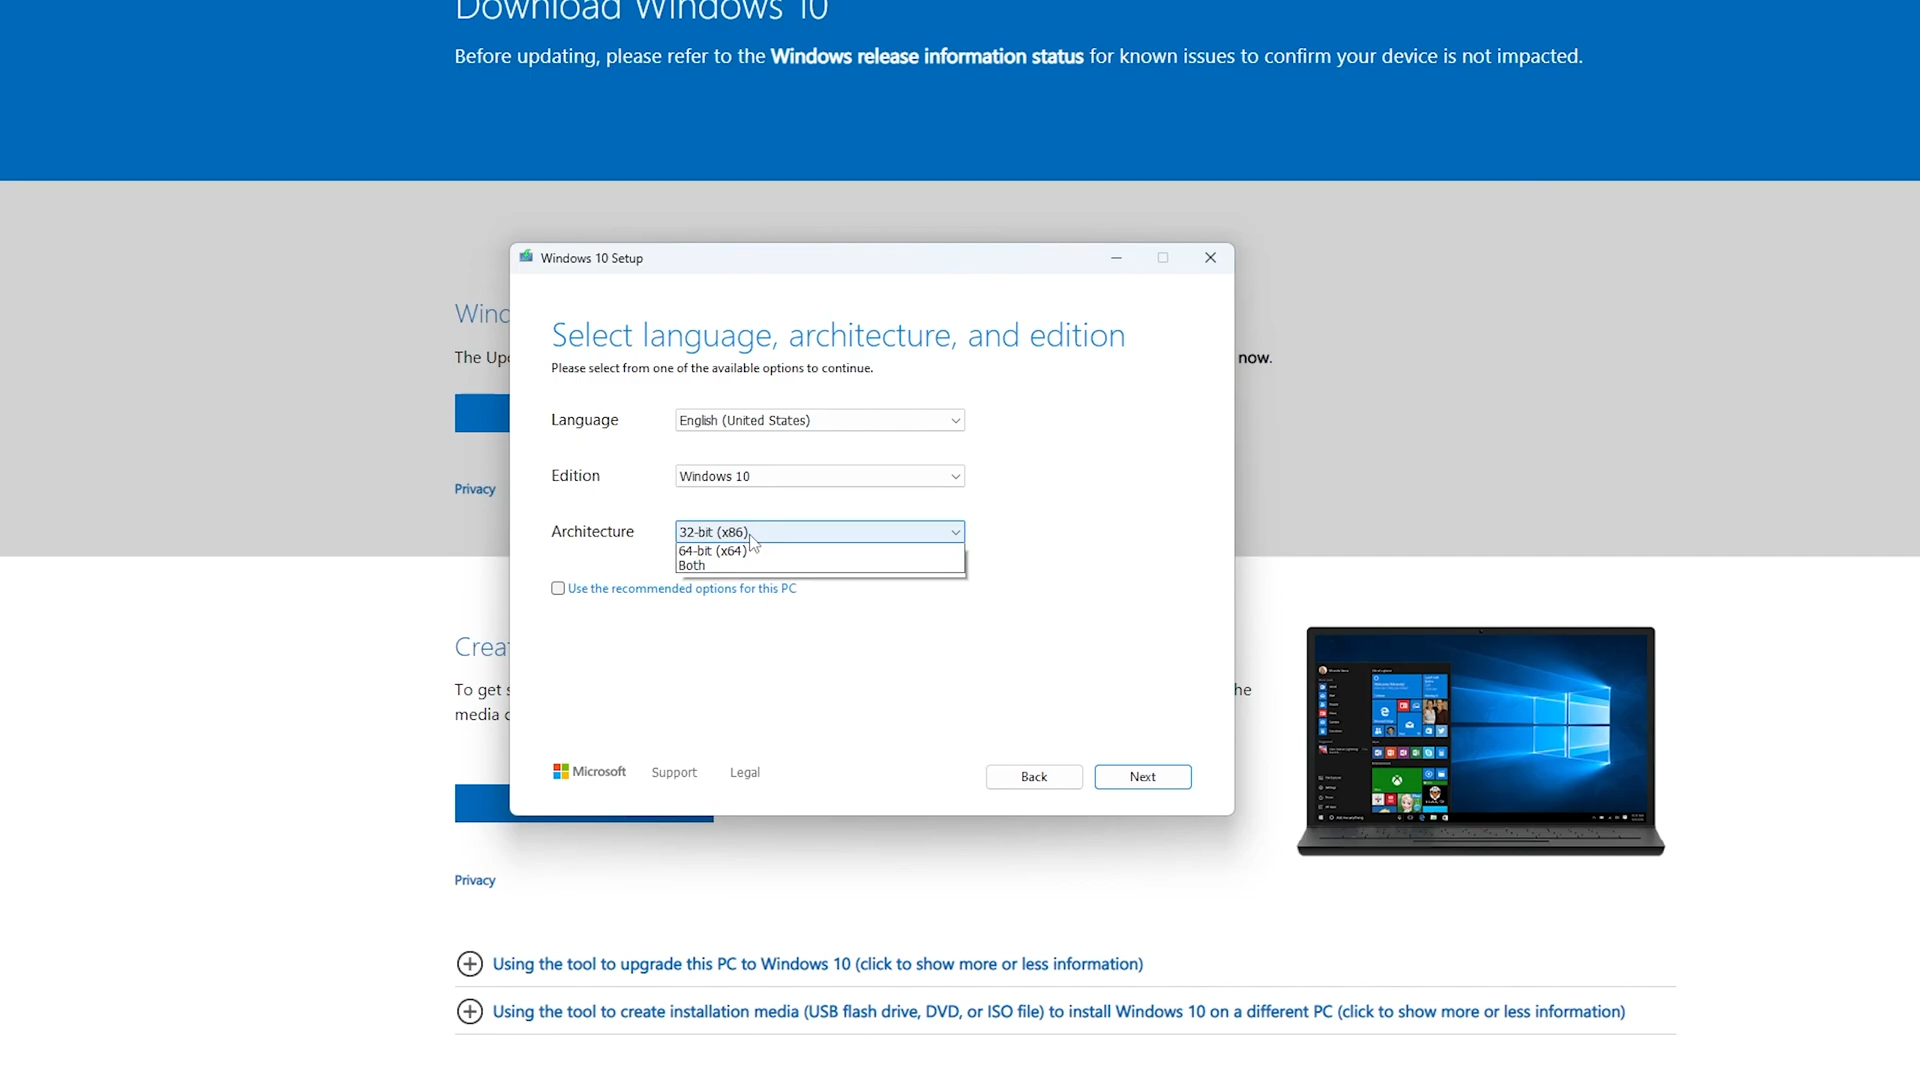 Download Windows 10
Before updating, please refer to the Windows release information status for known issues to confirm your device is not impacted.
Windows 10 Setup
Wind
Select language, architecture, and edition
The Upd
now.
Please select from one of the available options to continue.
Language
English (United States)
Edition
Windows 10
Privacy
Architecture
32-bit (x86)
64-bit (x64)
Both
Use the recommended options for this PC
Crea
To get s
he
media c
Microsoft
Support
Legal
Back
Next
Privacy
Using the tool to upgrade this PC to Windows 10 (click to show more or less information)
Using the tool to create installation media (USB flash drive, DVD, or ISO file) to install Windows 10 on a different PC (click to show more or less information)